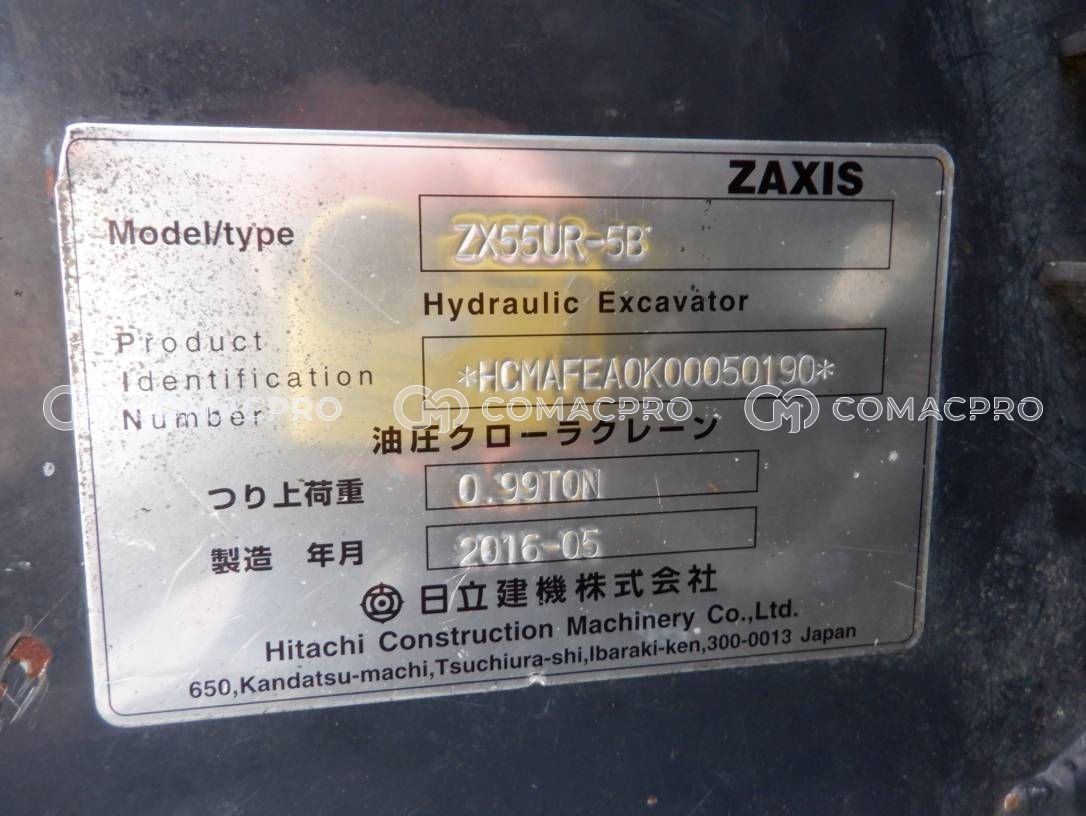 ZAXIS
Model/type ZX55UR-5B
Hydraulic Excavator
Product
Identification
Number
*HCMAFEA0K00050190*
COMACPRO COMACPRO COMACPRO
油圧クローラクレーン
つり上荷重 0.99TON
製造 年月 2016-05
日立建機株式会社
Hitachi Construction Machinery Co.,Ltd.
650,Kandatsu-machi,Tsuchiura-shi,Ibaraki-ken,300-0013 Japan